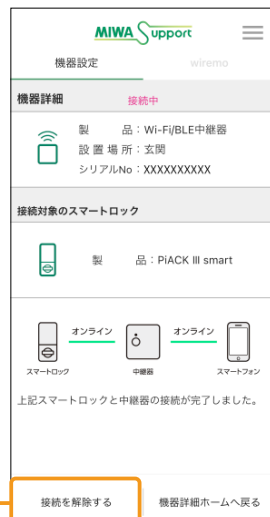 MIWA Support
機器設定 wiremo
機器詳細 接続中
製 品：Wi-Fi/BLE中継器
設置場所：玄関
シリアルNo：XXXXXXXXXX
接続対象のスマートロック
製 品：PiACK III smart
オンライン オンライン
スマートロック 中継器 スマートフォン
上記スマートロックと中継器の接続が完了しました。
接続を解除する 機器詳細ホームへ戻る